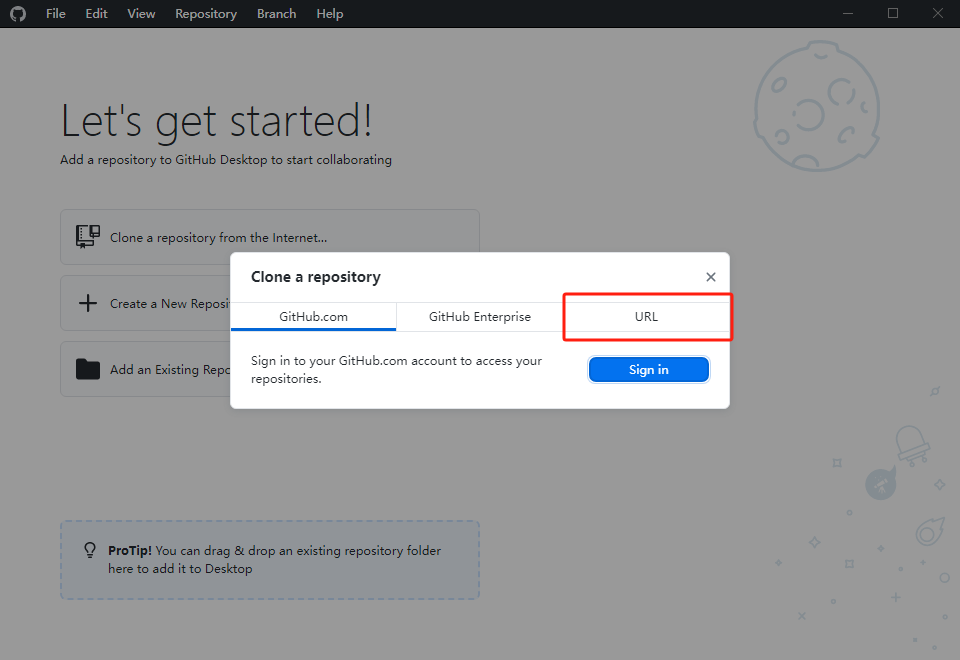 File Edit View Repository Branch Help
Let's get started!
Add a repository to GitHub Desktop to start collaborating
Clone a repository from the Internet...
Create a New Reposi
Add an Existing Repo
Clone a repository
GitHub.com GitHub Enterprise URL
Sign in to your GitHub.com account to access your
repositories.
Sign in
ProTip! You can drag & drop an existing repository folder
here to add it to Desktop